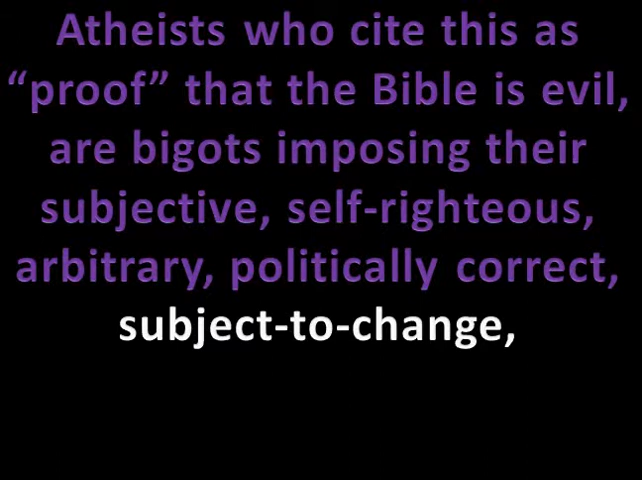 Atheists who cite this as
“proof” that the Bible is evil,
are bigots imposing their
subjective, self-righteous,
arbitrary, politically correct,
subject-to-change,